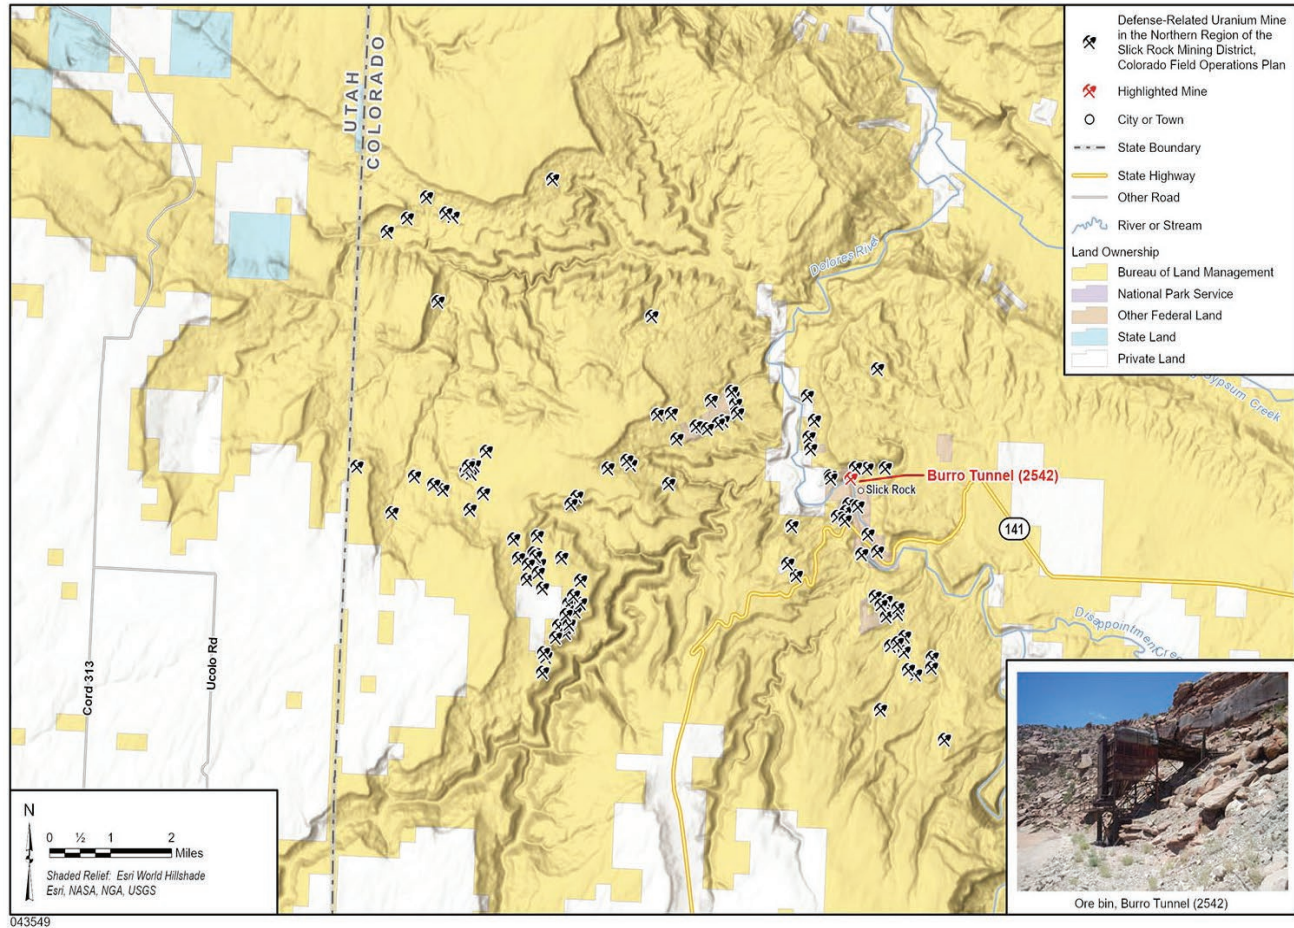 UTAH
COLORADO
Dolores River
Gypsum Creek
Burro Tunnel (2542)
Slick Rock
141
Disappointment Creek
Cord 313
Ucolo Rd
Defense-Related Uranium Mine
in the Northern Region of the
Slick Rock Mining District,
Colorado Field Operations Plan
Highlighted Mine
City or Town
State Boundary
State Highway
Other Road
River or Stream
Land Ownership
Bureau of Land Management
National Park Service
Other Federal Land
State Land
Private Land
N
0 ½ 1 2
Miles
Shaded Relief: Esri World Hillshade
Esri, NASA, NGA, USGS
Ore bin, Burro Tunnel (2542)
043549